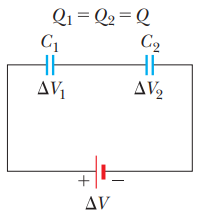 Q₁ = Q₂ = Q
C₁ C₂
ΔV₁ ΔV₂
+ −
ΔV